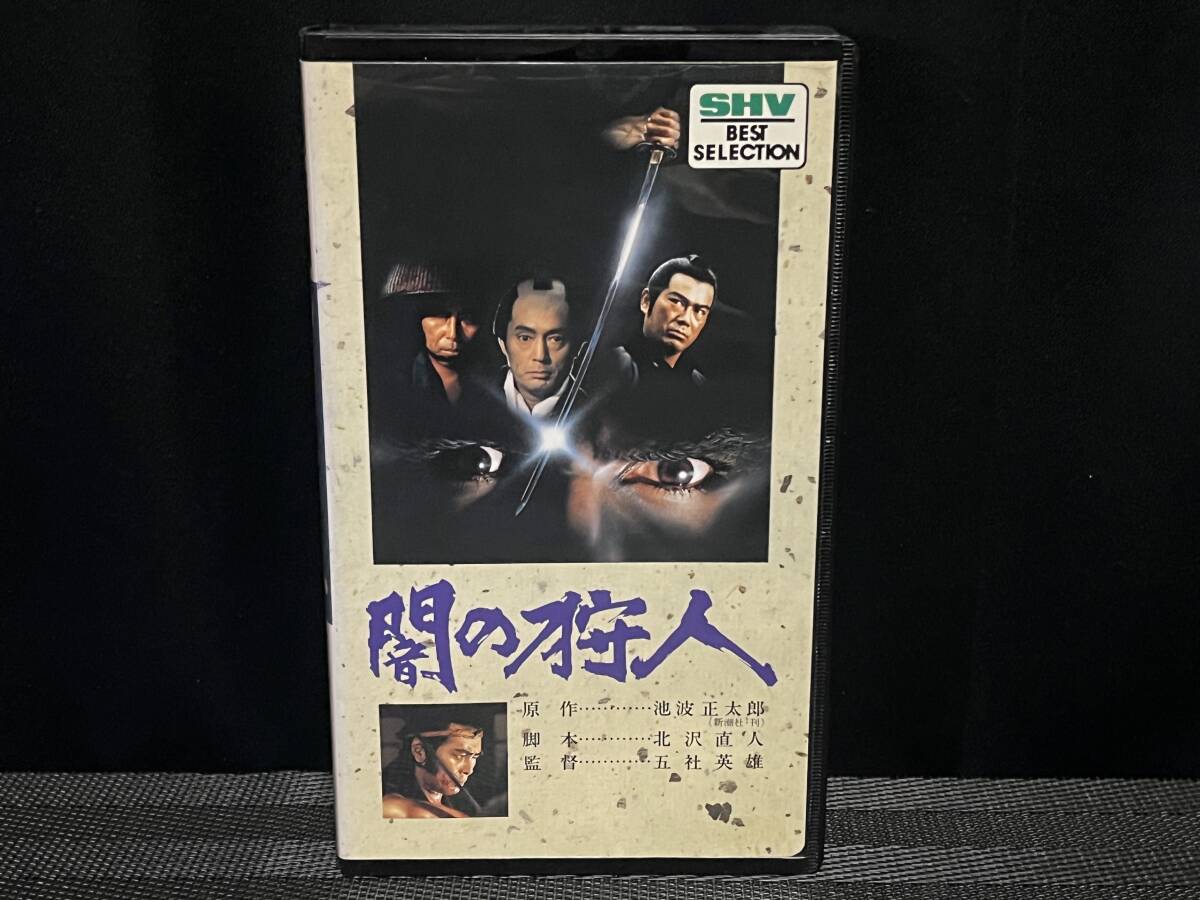 SHV
BEST
SELECTION
闇の狩人
原作…………池波正太郎
(新潮社刊)
脚本…………北沢直人
監督…………五社英雄